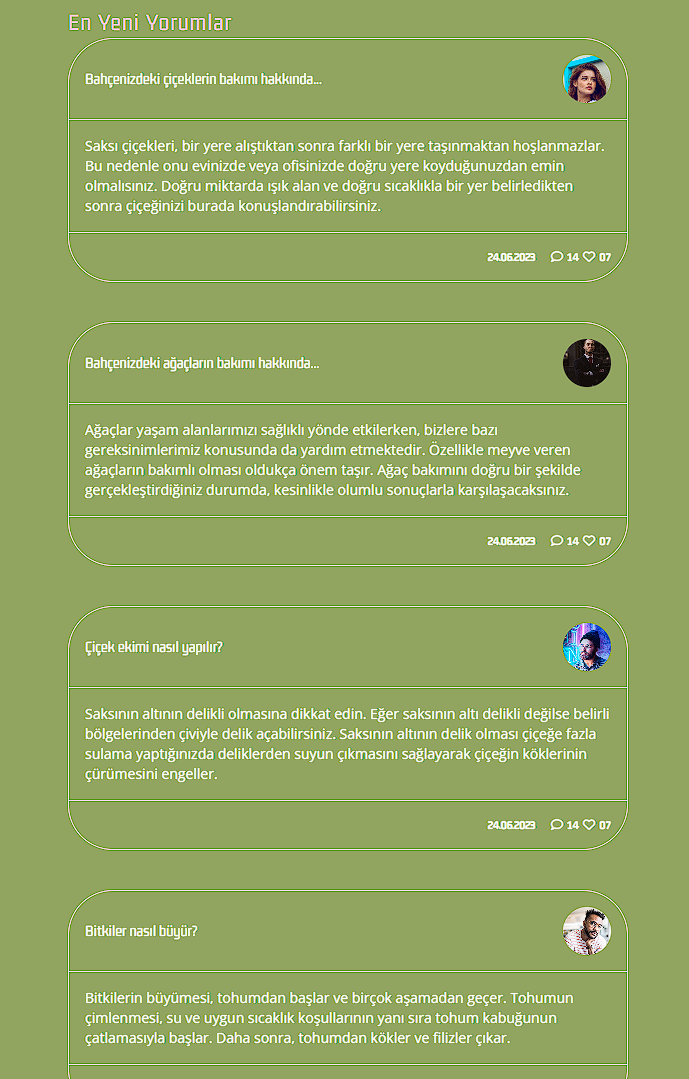 En Yeni Yorumlar
Bahçenizdeki çiçeklerin bakımı hakkında...
Saksı çiçekleri, bir yere alıştıktan sonra farklı bir yere taşınmaktan hoşlanmazlar.
Bu nedenle onu evinizde veya ofisinizde doğru yere koyduğunuzdan emin
olmalısınız. Doğru miktarda ışık alan ve doğru sıcaklıkla bir yer belirledikten
sonra çiçeğinizi burada konuşlandırabilirsiniz.
24.06.2023 14 07
Bahçenizdeki ağaçların bakımı hakkında...
Ağaçlar yaşam alanlarımızı sağlıklı yönde etkilerken, bizlere bazı
gereksinimlerimiz konusunda da yardım etmektedir. Özellikle meyve veren
ağaçların bakımlı olması oldukça önem taşır. Ağaç bakımını doğru bir şekilde
gerçekleştirdiğiniz durumda, kesinlikle olumlu sonuçlarla karşılaşacaksınız.
24.06.2023 14 07
Çiçek ekimi nasıl yapılır?
Saksının altının delikli olmasına dikkat edin. Eğer saksının altı delikli değilse belirli
bölgelerinden çiviyle delik açabilirsiniz. Saksının altının delik olması çiçeğe fazla
sulama yaptığınızda deliklerden suyun çıkmasını sağlayarak çiçeğin köklerinin
çürümesini engeller.
24.06.2023 14 07
Bitkiler nasıl büyür?
Bitkilerin büyümesi, tohumdan başlar ve birçok aşamadan geçer. Tohumun
çimlenmesi, su ve uygun sıcaklık koşullarının yanı sıra tohum kabuğunun
çatlamasıyla başlar. Daha sonra, tohumdan kökler ve filizler çıkar.